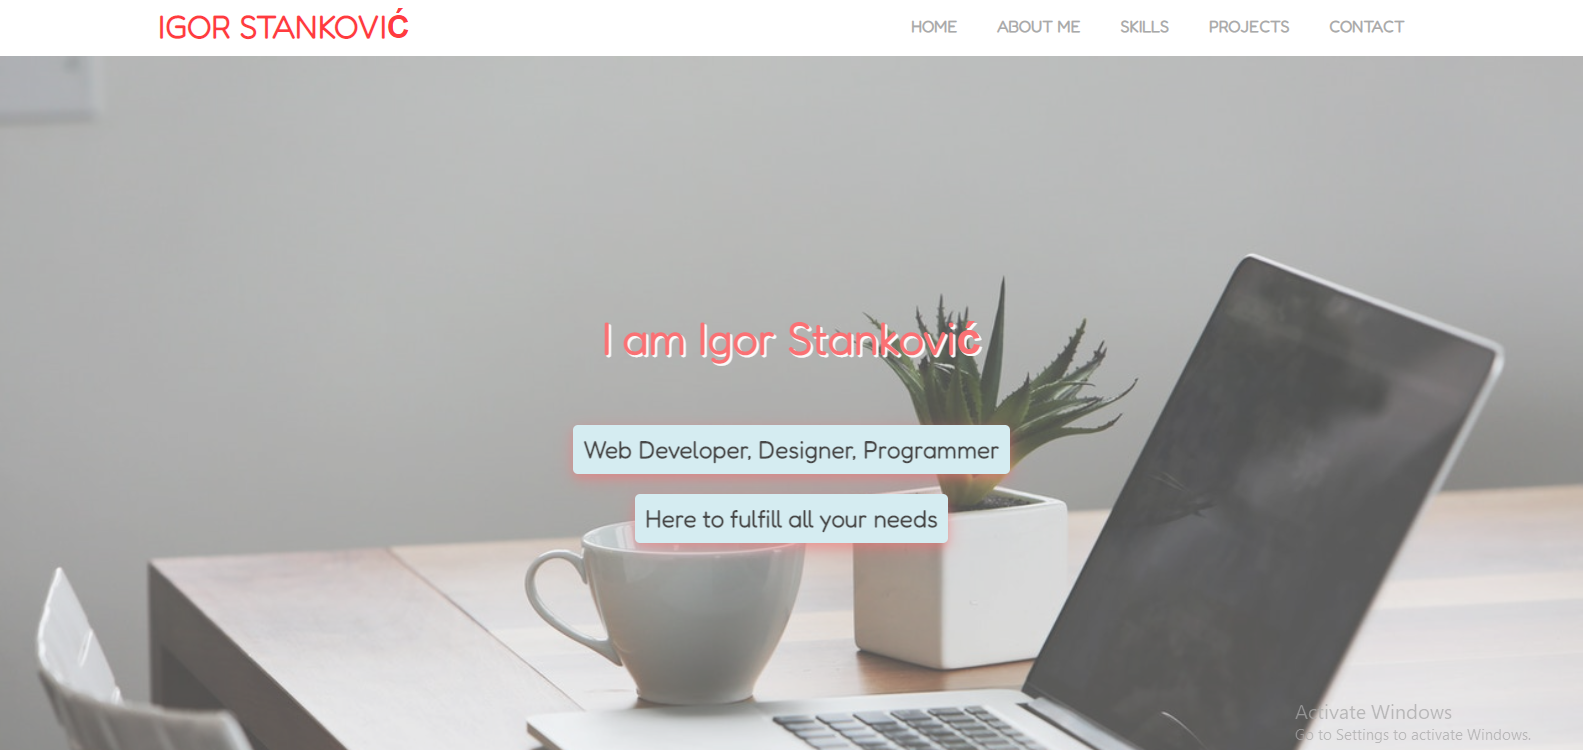 IGOR STANKOVIĆ
HOME ABOUT ME SKILLS PROJECTS CONTACT
I am Igor Stanković
Web Developer, Designer, Programmer
Here to fulfill all your needs
Activate Windows
Go to Settings to activate Windows.